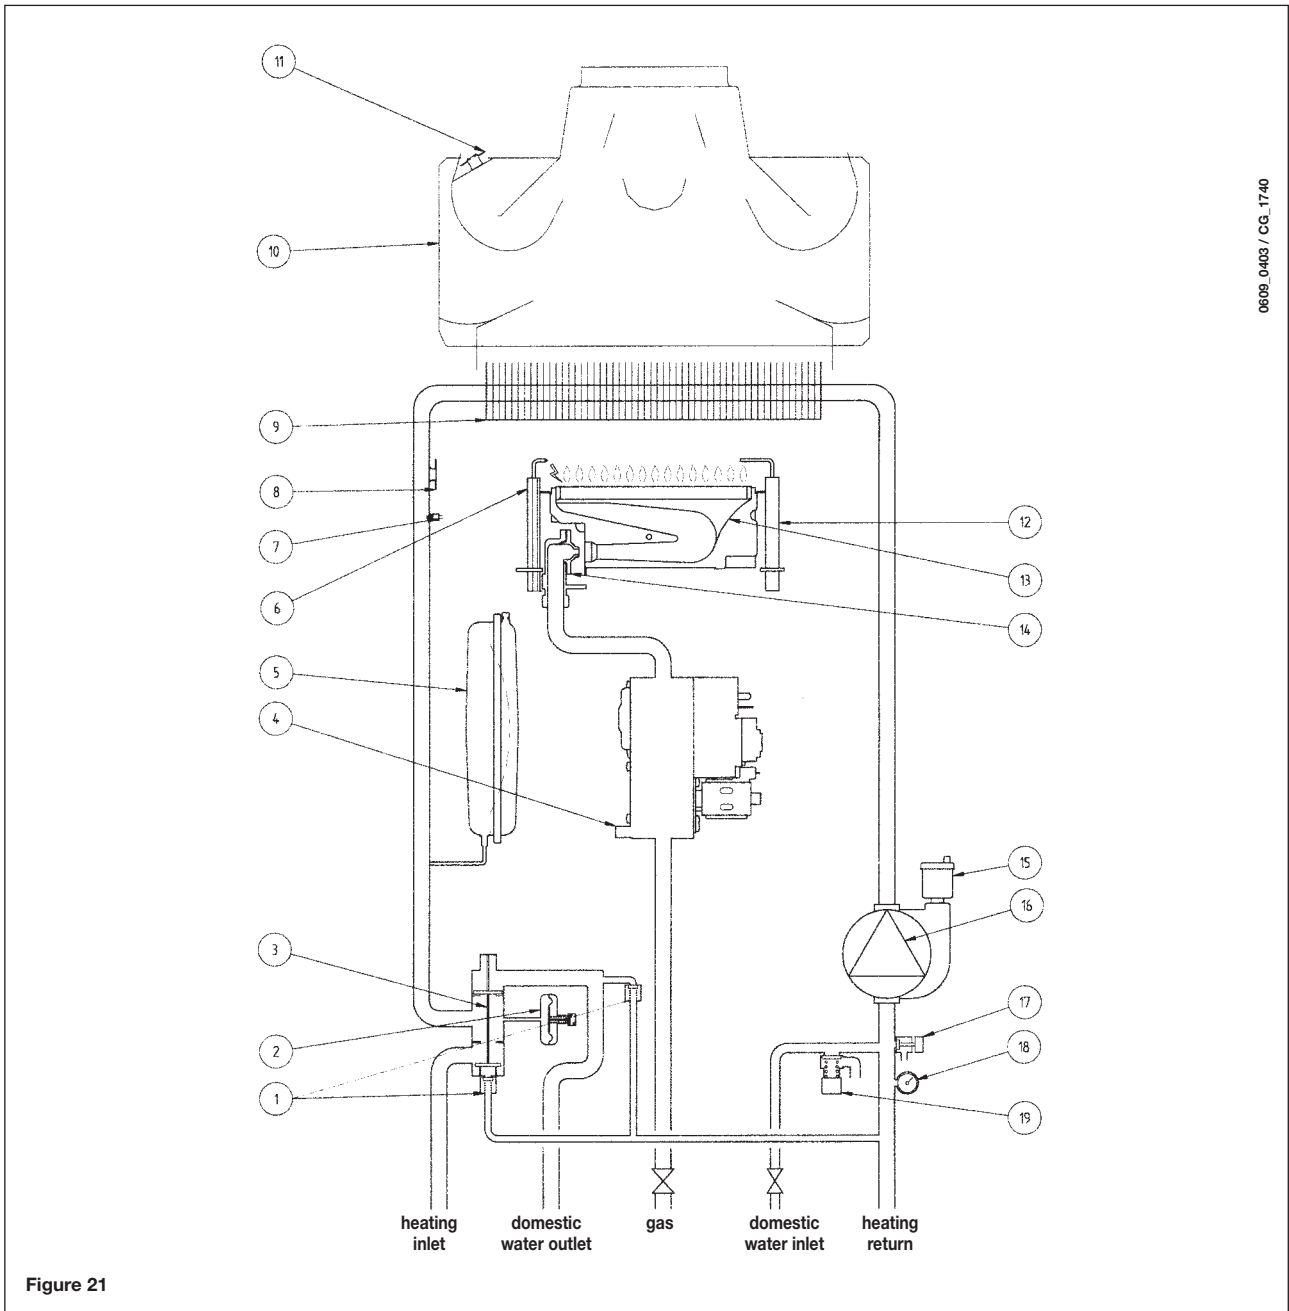 11
10
9
8
7
6
5
4
3
2
1
12
13
14
15
16
17
18
19
heating
inlet
domestic
water outlet
gas
domestic
water inlet
heating
return
Figure 21
0609_0403 / CG_1740